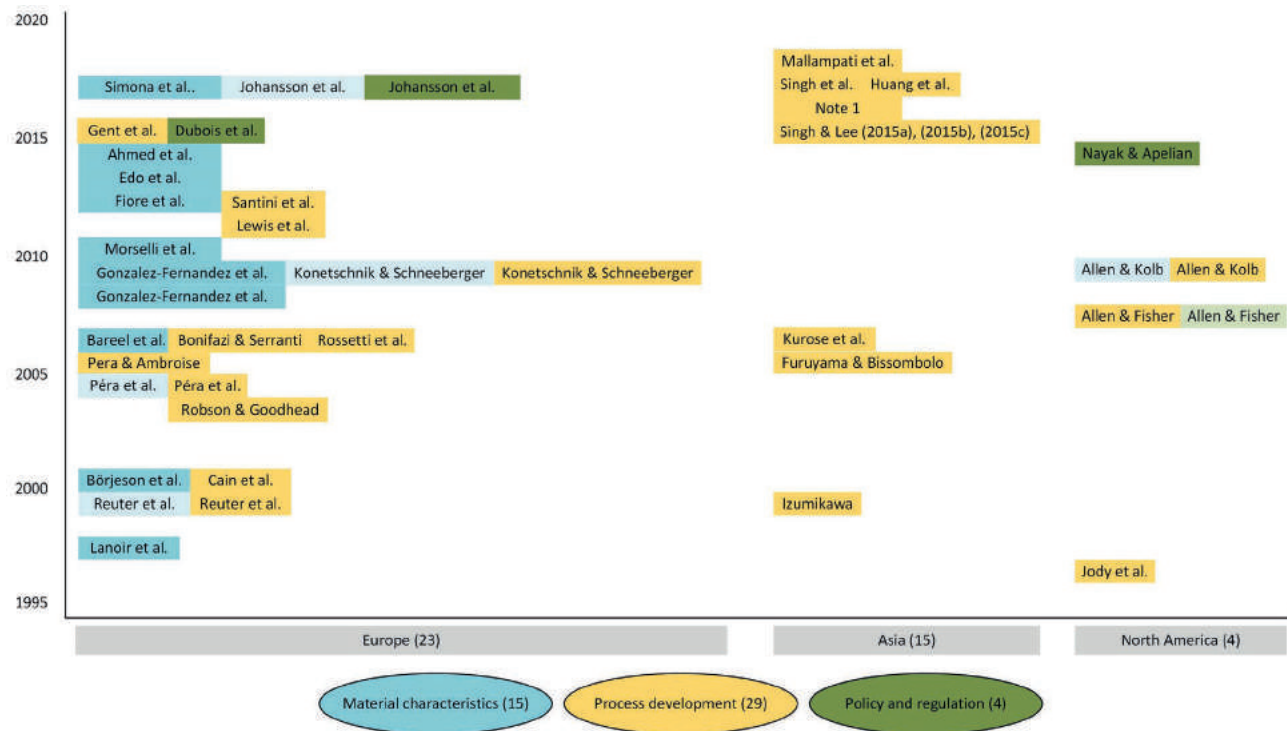 2020
Mallampati et al.
Simona et al..
Johansson et al.
Johansson et al.
Singh et al.
Huang et al.
Note 1
Gent et al.
Dubois et al.
Singh & Lee (2015a), (2015b), (2015c)
2015
Ahmed et al.
Nayak & Apelian
Edo et al.
Fiore et al.
Santini et al.
Lewis et al.
2010
Morselli et al.
Gonzalez-Fernandez et al.
Konetschnik & Schneeberger
Konetschnik & Schneeberger
Allen & Kolb
Allen & Kolb
Gonzalez-Fernandez et al.
Allen & Fisher
Allen & Fisher
Bareel et al.
Bonifazi & Serranti
Rossetti et al.
Kurose et al.
Pera & Ambroise
Furuyama & Bissombolo
2005
Péra et al.
Péra et al.
Robson & Goodhead
2000
Börjeson et al.
Cain et al.
Reuter et al.
Reuter et al.
Izumikawa
Lanoir et al.
Jody et al.
1995
Europe (23)
Asia (15)
North America (4)
Material characteristics (15)
Process development (29)
Policy and regulation (4)